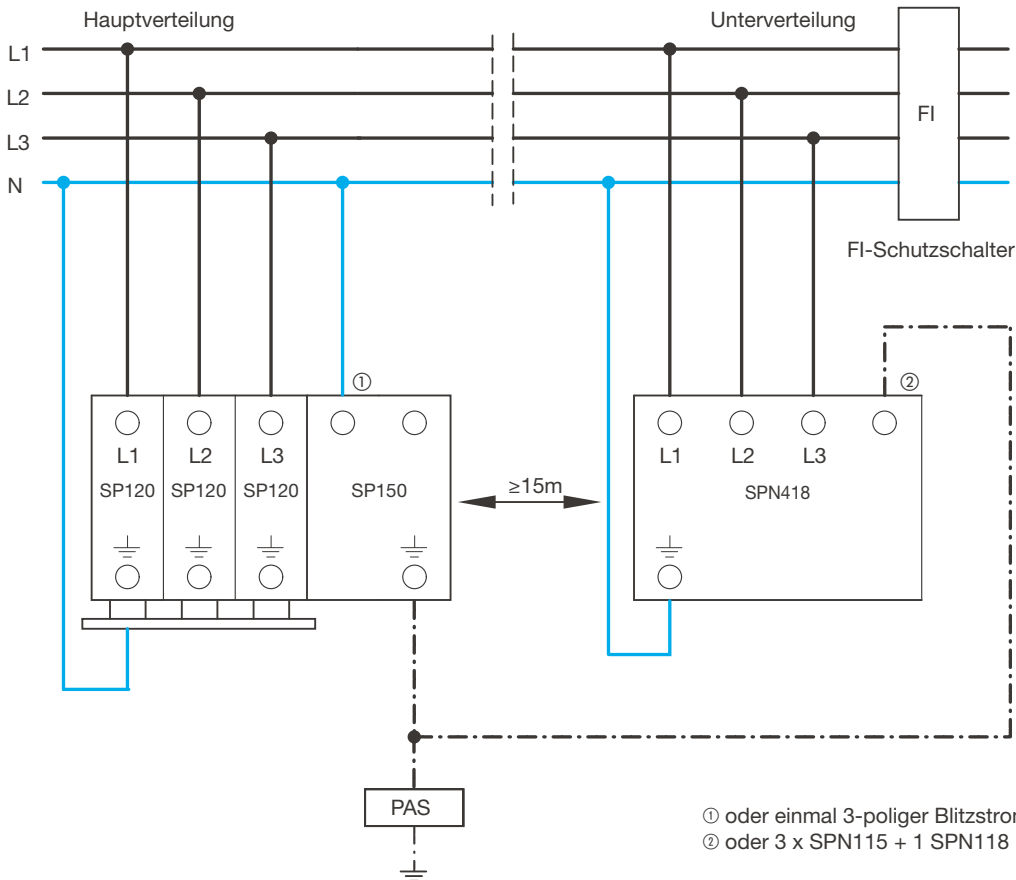 Hauptverteilung
Unterverteilung
L1
L2
L3
N
FI
FI-Schutzschalter
①
②
L1 L2 L3
SP120 SP120 SP120 SP150
≥15m
L1 L2 L3
SPN418
PAS
① oder einmal 3-poliger Blitzstrom
② oder 3 x SPN115 + 1 SPN118